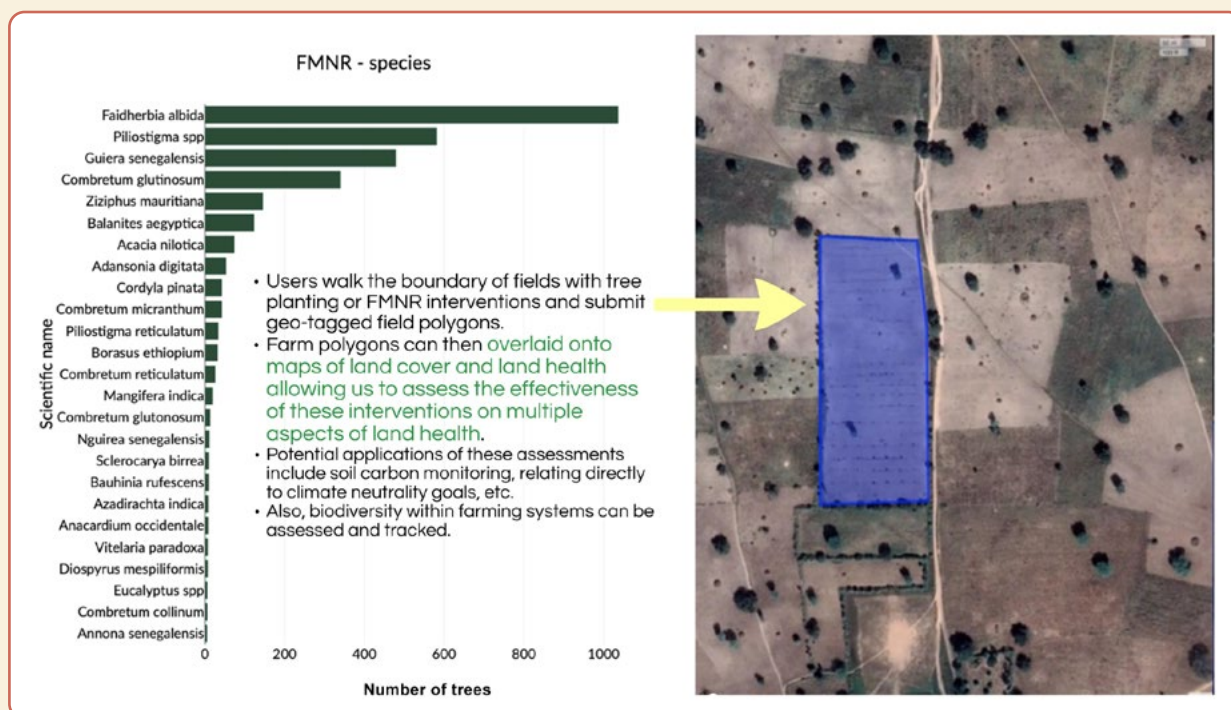 FMNR - species
Scientific name
Faidherbia albida
Piliostigma spp
Guiera senegalensis
Combretum glutinosum
Ziziphus mauritiana
Balanites aegyptica
Acacia nilotica
Adansonia digitata
Cordyla pinata
Combretum micranthum
Piliostigma reticulatum
Borasus ethiopium
Combretum reticulatum
Mangifera indica
Combretum glutonosum
Nguirea senegalensis
Sclerocarya birrea
Bauhinia rufescens
Azadirachta indica
Anacardium occidentale
Vitelaria paradoxa
Diospyrus mespiliformis
Eucalyptus spp
Combretum collinum
Annona senegalensis
0 200 400 600 800 1000
Number of trees
• Users walk the boundary of fields with tree
planting or FMNR interventions and submit
geo-tagged field polygons.
• Farm polygons can then overlaid onto
maps of land cover and land health
allowing us to assess the effectiveness
of these interventions on multiple
aspects of land health.
• Potential applications of these assessments
include soil carbon monitoring, relating directly
to climate neutrality goals, etc.
• Also, biodiversity within farming systems can be
assessed and tracked.